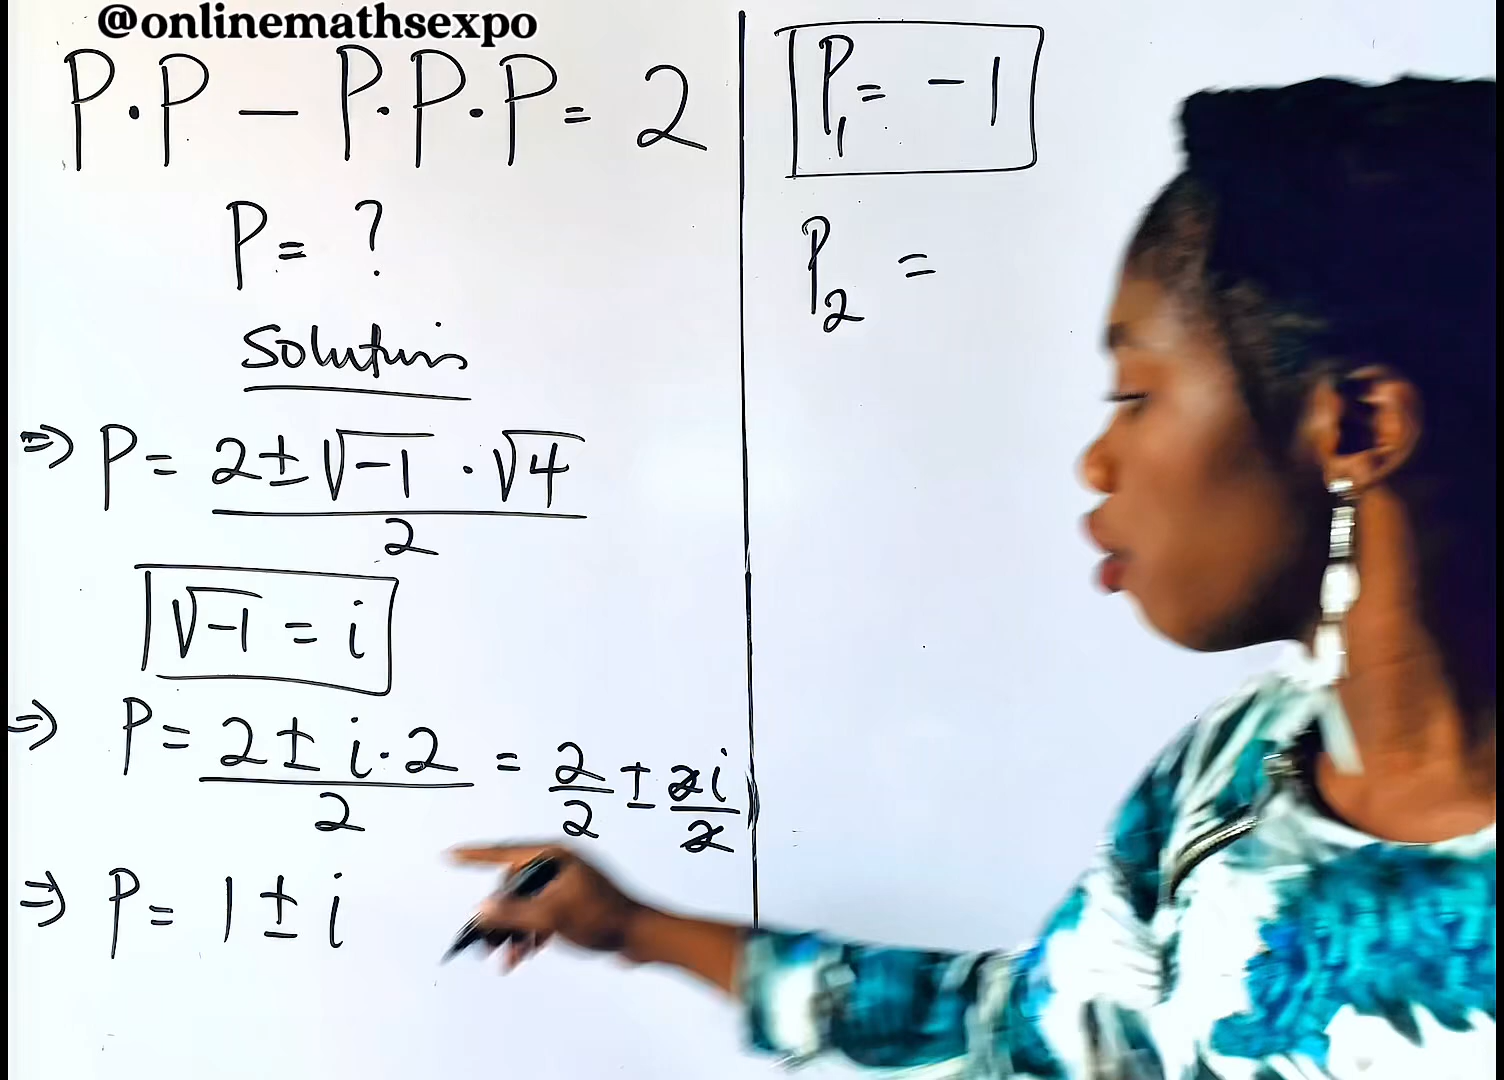 @onlinemathsexpo
P·P − P·P·P = 2
P = ?
Solution
⇒ P = (2 ± √−1 · √4) / 2
√−1 = i
⇒ P = (2 ± i·2) / 2 = 2/2 ± 2i/2
⇒ P = 1 ± i
P₁ = −1
P₂ =